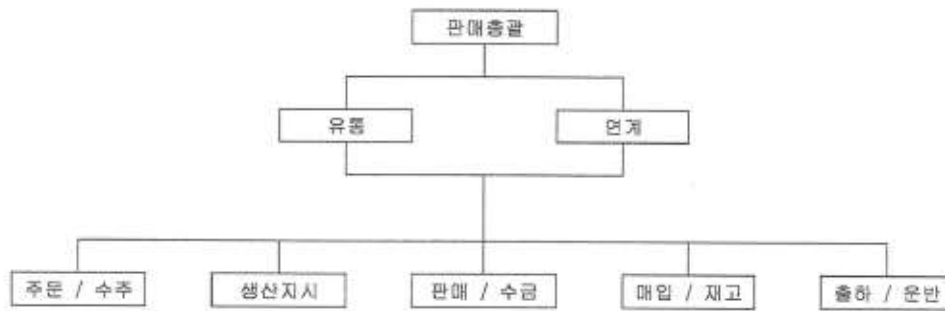 판매총괄
유통
연계
주문 / 수주
생산지시
판매 / 수금
매입 / 재고
출하 / 운반